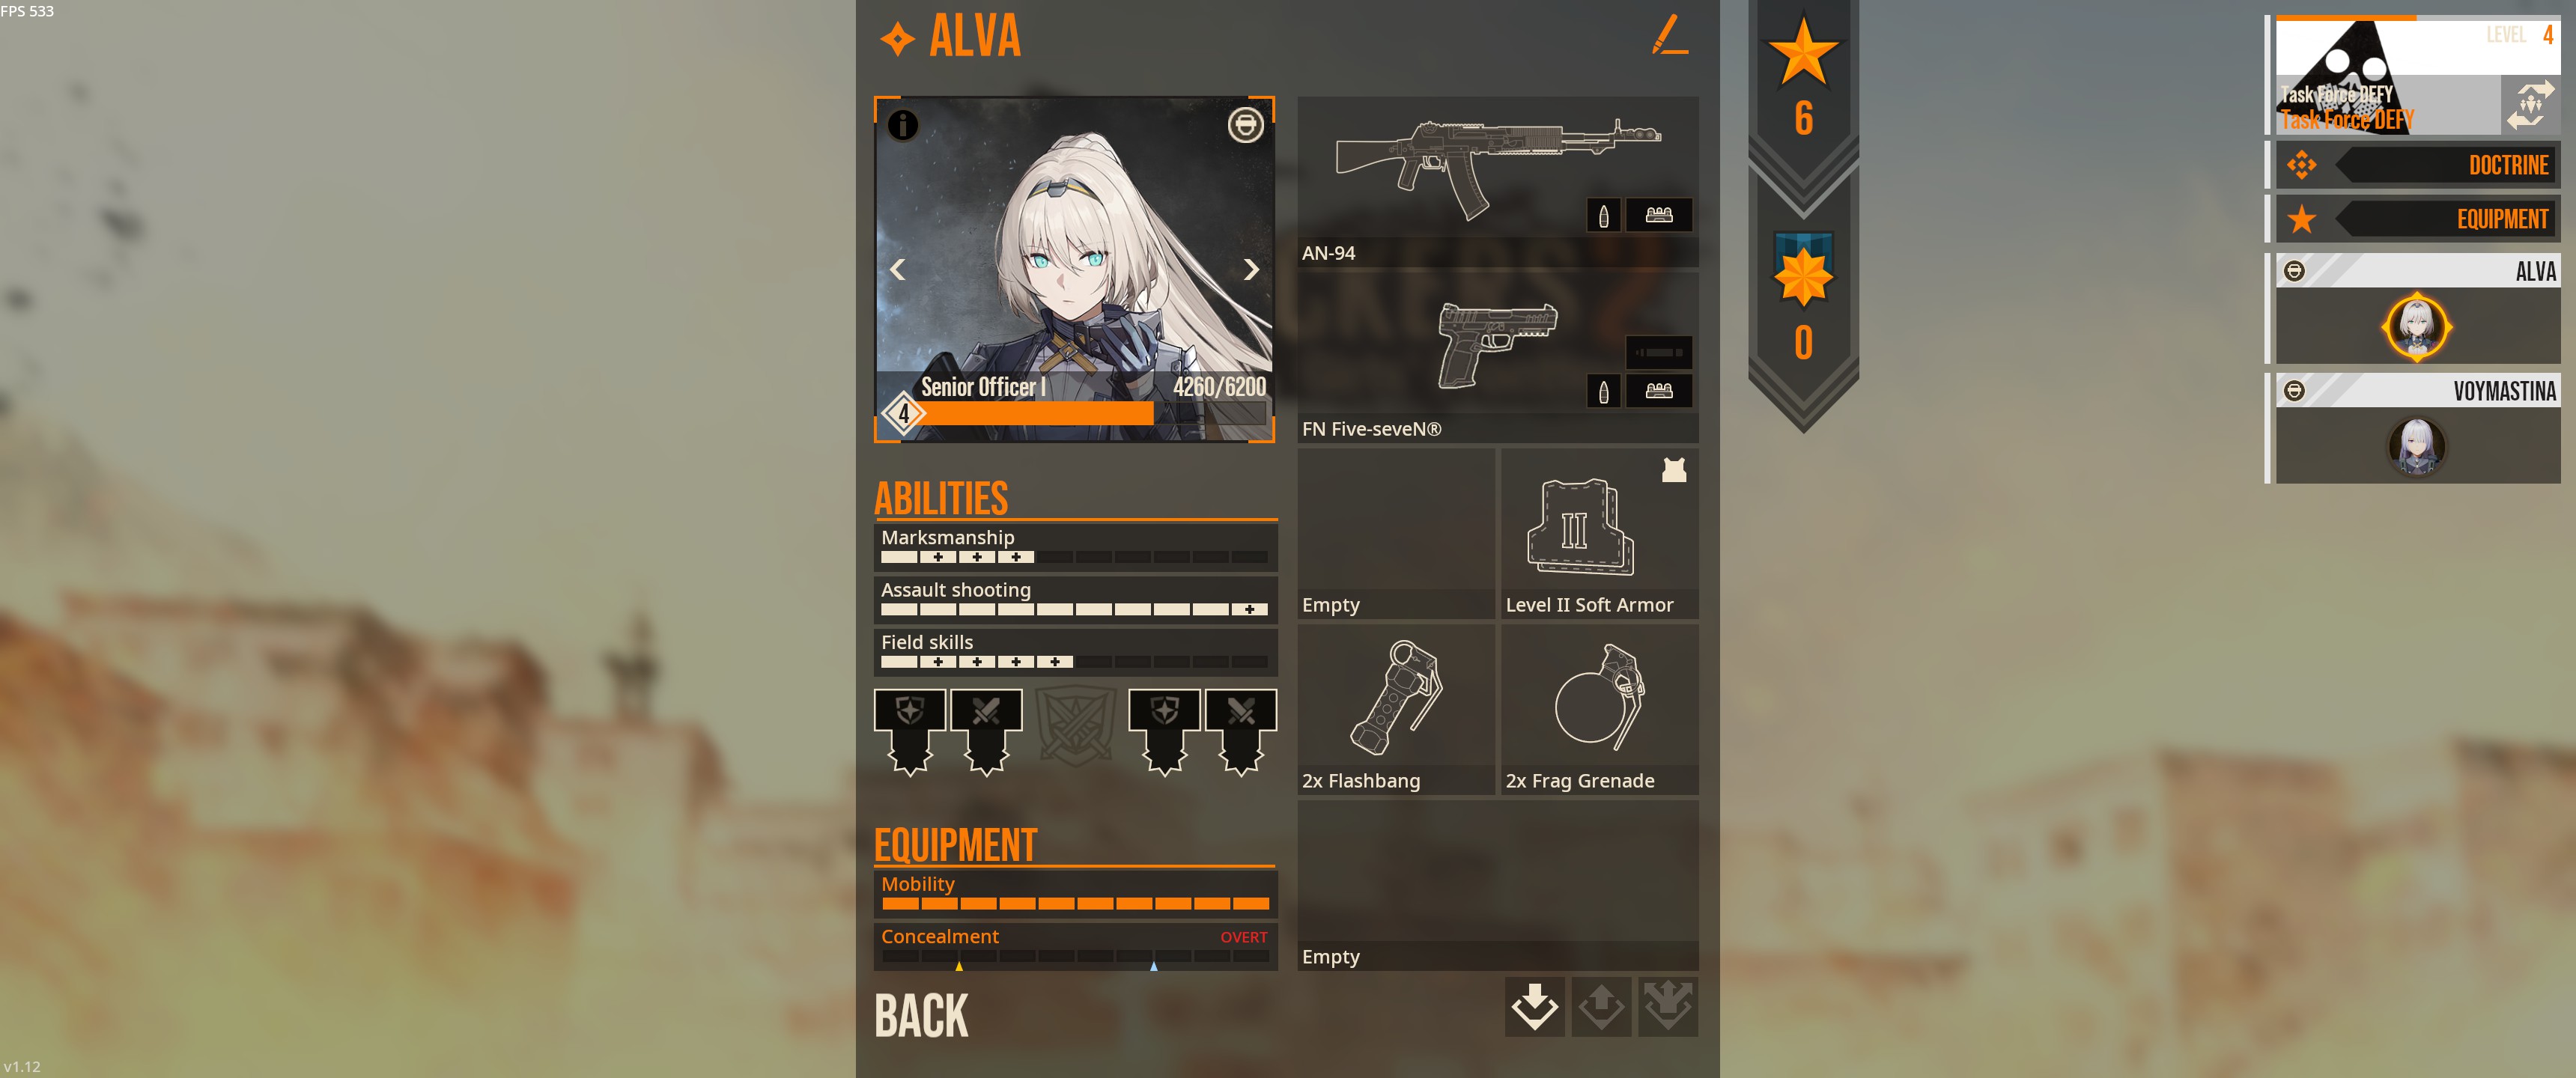 FPS 533
ALVA
Senior Officer I
4260/6200
4
ABILITIES
Marksmanship
Assault shooting
Field skills
EQUIPMENT
Mobility
Concealment OVERT
BACK
AN-94
FN Five-seveN®
Empty
II
Level II Soft Armor
2x Flashbang
2x Frag Grenade
Empty
6
0
LEVEL 4
Task Force DEFY
Task Force DEFY
DOCTRINE
EQUIPMENT
ALVA
VOYMASTINA
v1.12